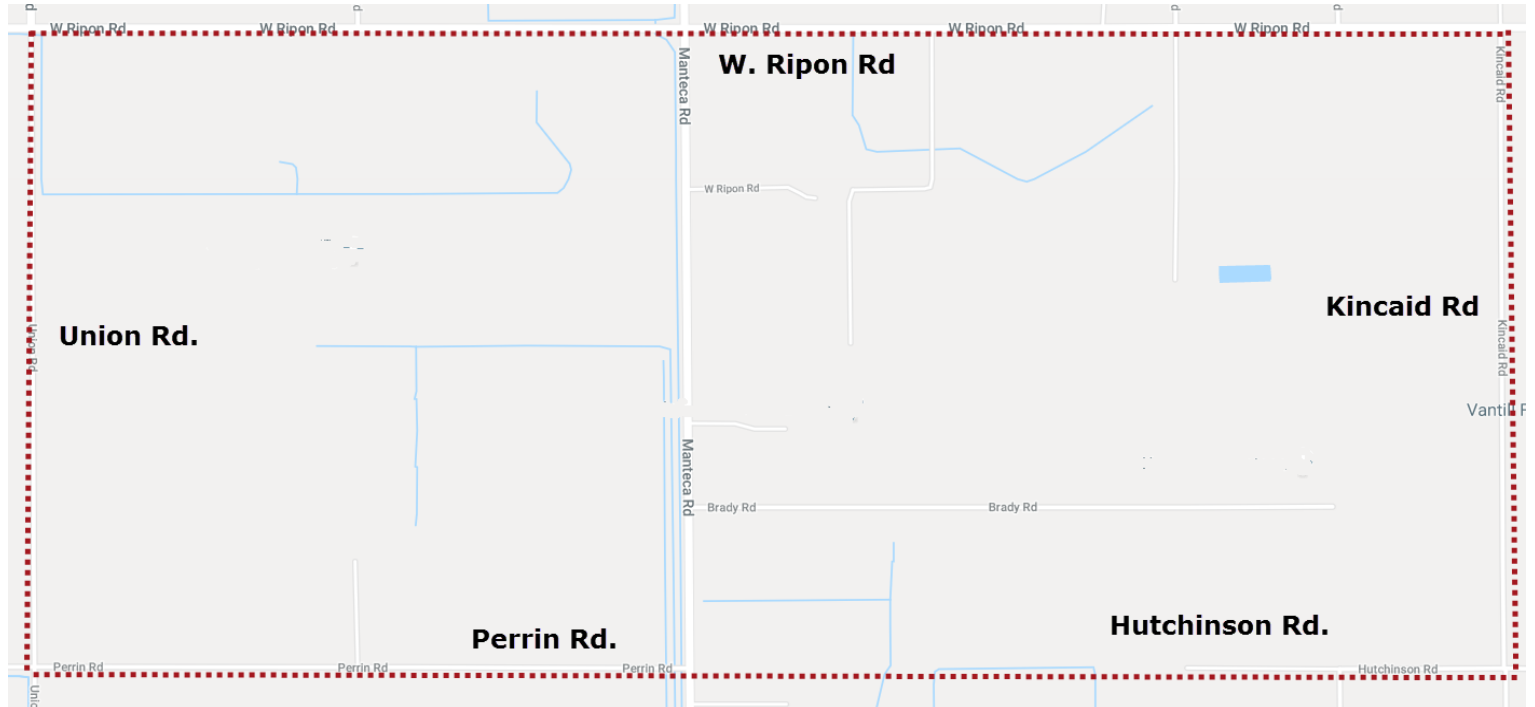 W Ripon Rd
W Ripon Rd
W Ripon Rd
W Ripon Rd
W Ripon Rd
W. Ripon Rd
Manteca Rd
Kincaid Rd
W Ripon Rd
Kincaid Rd
Union Rd.
Union Rd
Kincaid Rd
Manteca Rd
Brady Rd
Brady Rd
Perrin Rd.
Hutchinson Rd.
Perrin Rd
Perrin Rd
Perrin Rd
Hutchinson Rd